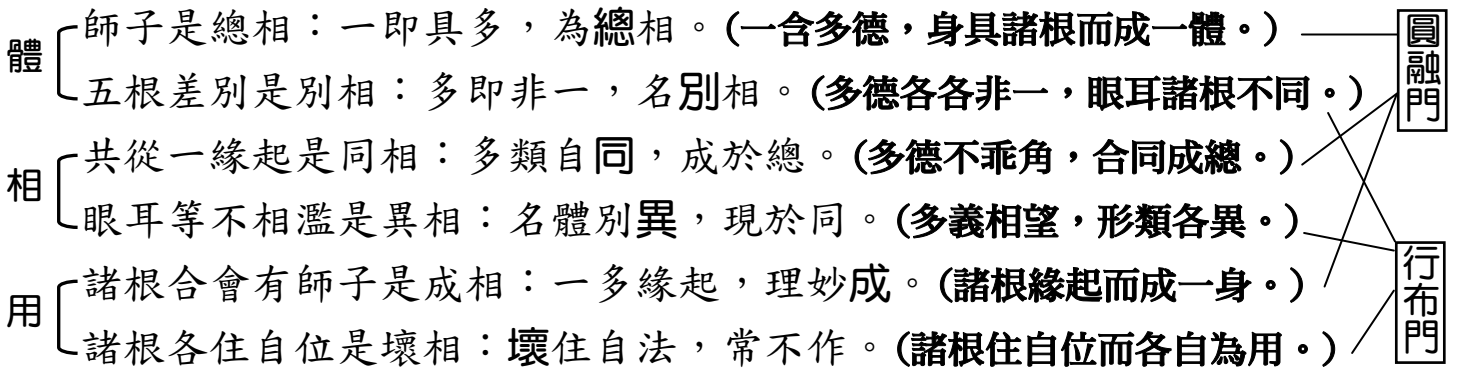 體
師子是總相：一即具多，為總相。(一含多德，身具諸根而成一體。)
五根差別是別相：多即非一，名別相。(多德各各非一，眼耳諸根不同。)
相
共從一緣起是同相：多類自同，成於總。(多德不乖角，合同成總。)
眼耳等不相濫是異相：名體別異，現於同。(多義相望，形類各異。)
用
諸根合會有師子是成相：一多緣起，理妙成。(諸根緣起而成一身。)
諸根各住自位是壞相：壞住自法，常不作。(諸根住自位而各自為用。)
圓融門
行布門